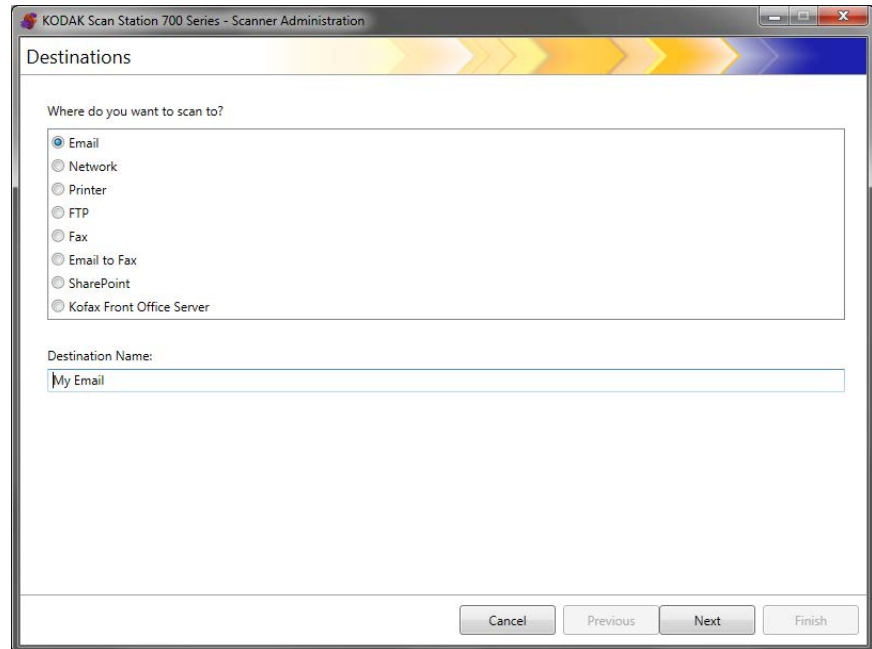 KODAK Scan Station 700 Series - Scanner Administration
Destinations
Where do you want to scan to?
Email
Network
Printer
FTP
Fax
Email to Fax
SharePoint
Kofax Front Office Server
Destination Name:
My Email
Cancel Previous Next Finish